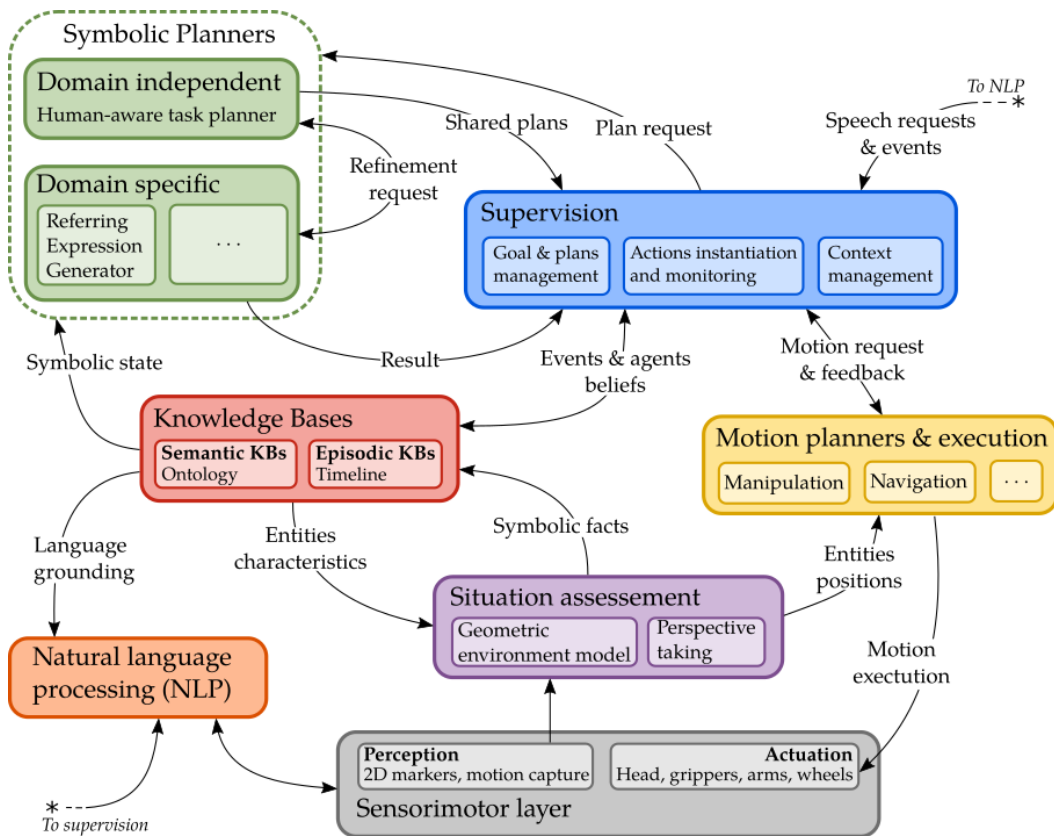 Symbolic Planners
Domain independent
Human-aware task planner
Domain specific
Referring
Expression
Generator
...
Shared plans
Plan request
Refinement
request
To NLP
*
Speech requests
& events
Supervision
Goal & plans
management
Actions instantiation
and monitoring
Context
management
Symbolic state
Result
Events & agents
beliefs
Motion request
& feedback
Knowledge Bases
Semantic KBs
Ontology
Episodic KBs
Timeline
Motion planners & execution
Manipulation
Navigation
...
Language
grounding
Entities
characteristics
Symbolic facts
Entities
positions
Situation assessement
Geometric
environment model
Perspective
taking
Natural language
processing (NLP)
Motion
exectution
Perception
2D markers, motion capture
Actuation
Head, grippers, arms, wheels
Sensorimotor layer
*
To supervision